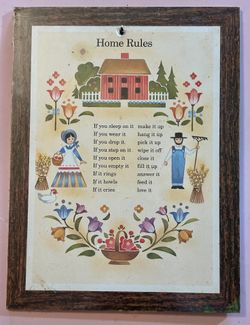 Home Rules
If you sleep on it make it up
If you wear it hang it up
If you drop it pick it up
If you step on it wipe it off
If you open it close it
If you empty it fill it up
If it rings answer it
If it howls feed it
If it cries love it